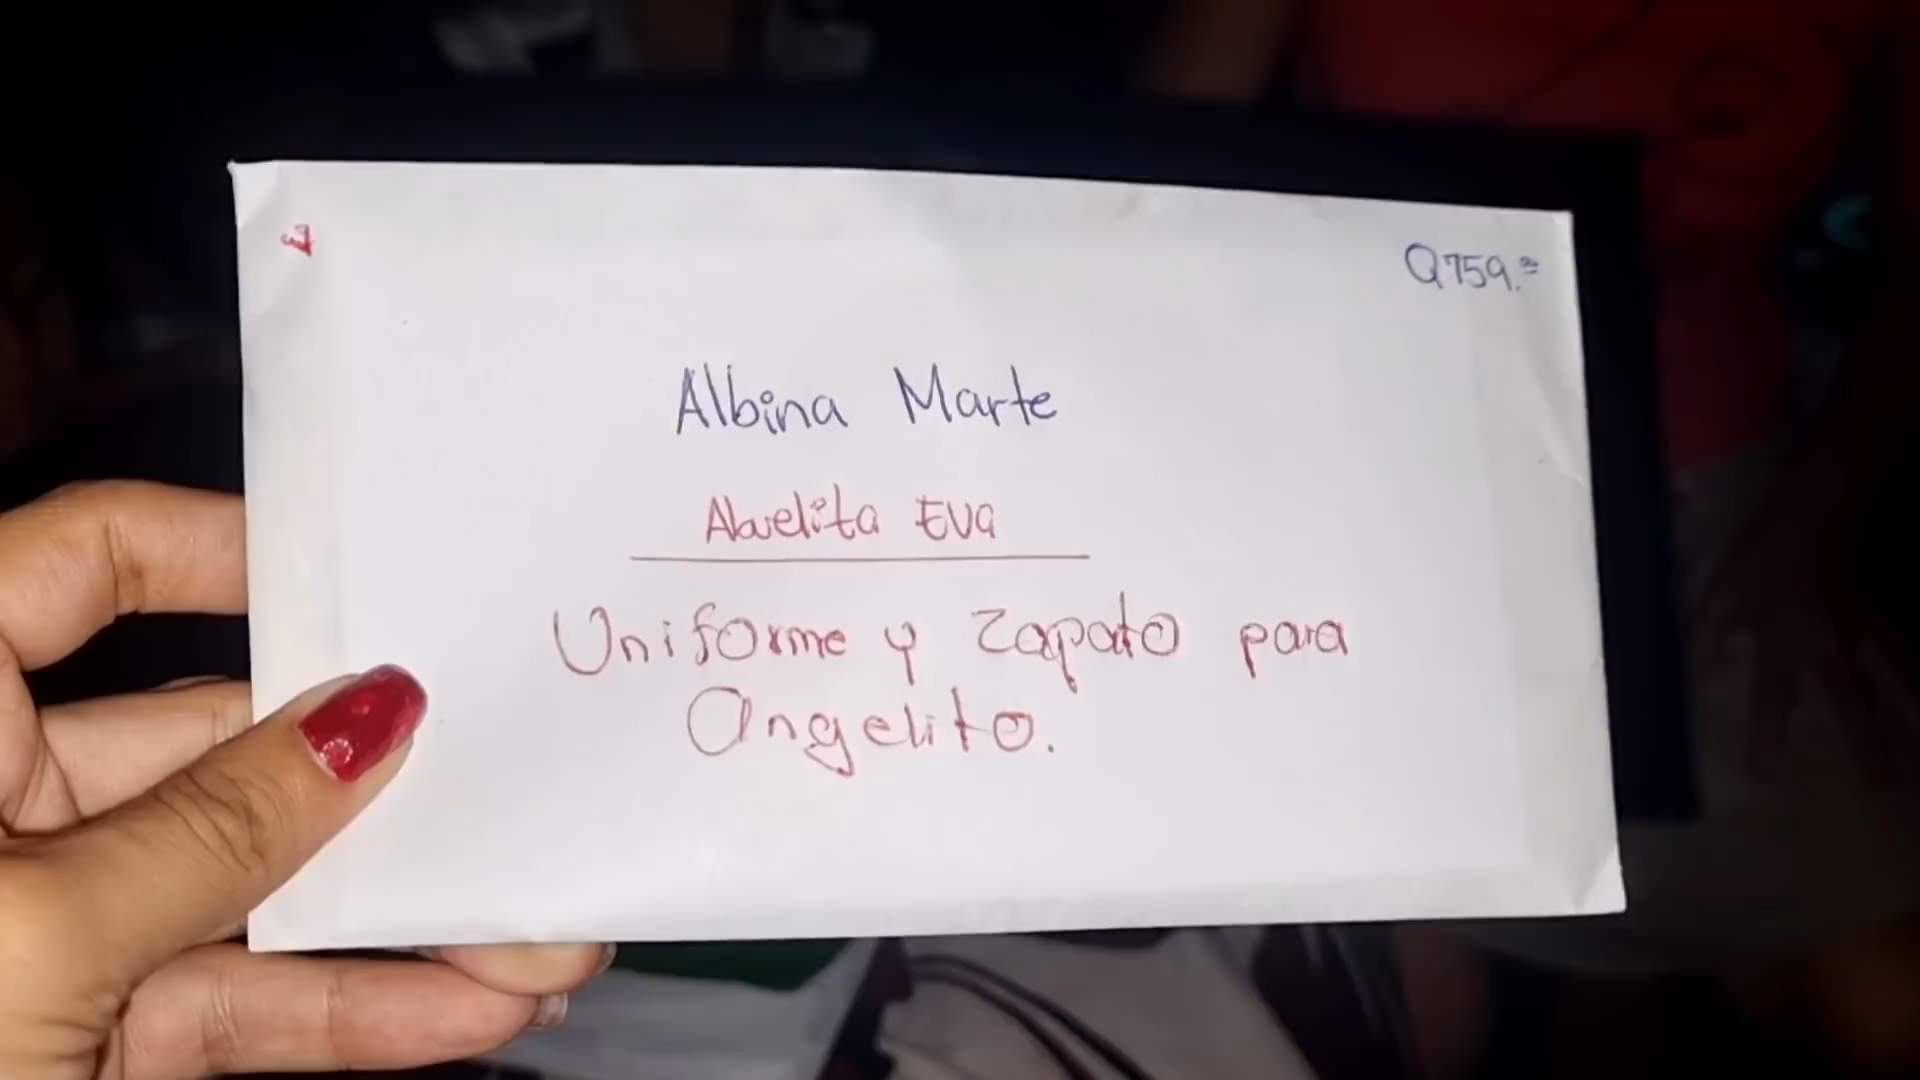 Q759.00
Albina Marte
Abuelita Eva
Uniforme y Zapato para
Angelito.